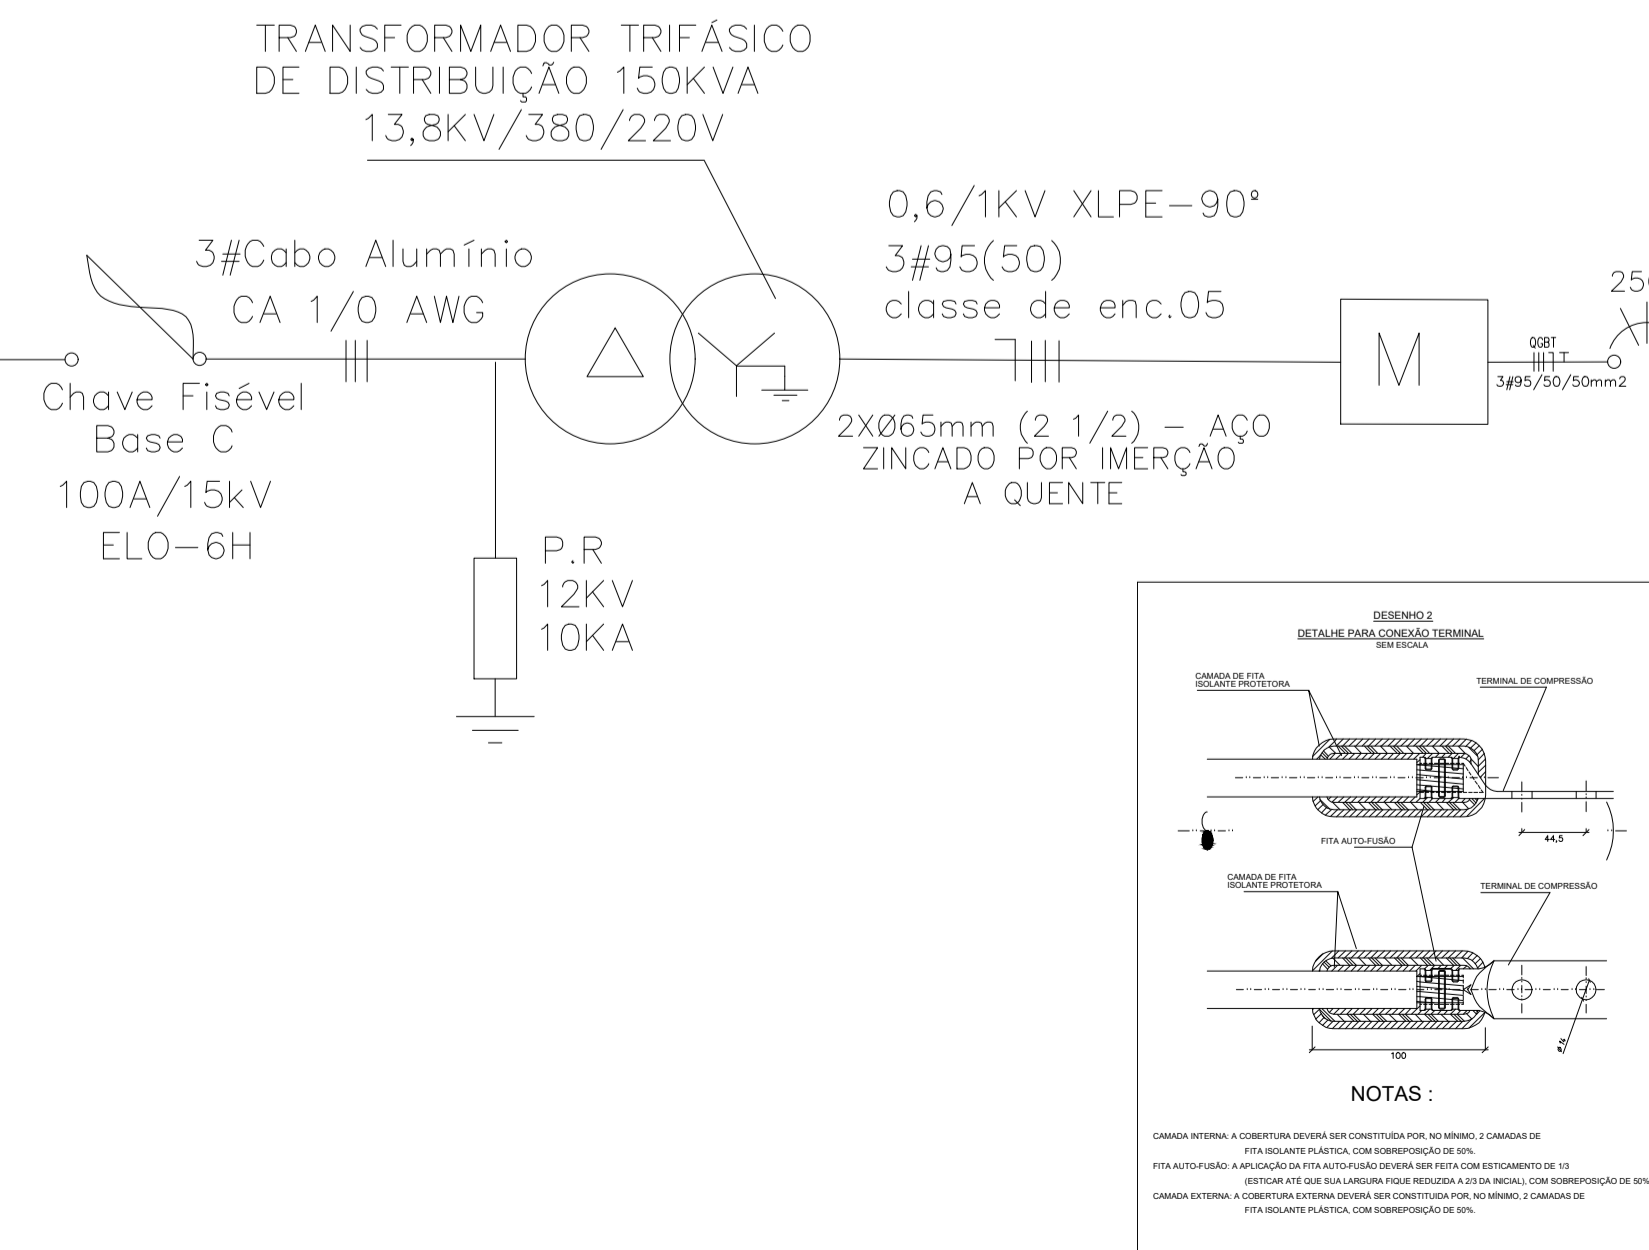 TRANSFORMADOR TRIFÁSICO
DE DISTRIBUIÇÃO 150KVA
13,8KV/380/220V
3#Cabo Alumínio
CA 1/0 AWG
Chave Fisével
Base C
100A/15kV
ELO-6H
P.R
12KV
10KA
0,6/1KV XLPE-90°
3#95(50)
classe de enc.05
2XØ65mm (2 1/2) - AÇO
ZINCADO POR IMERÇÃO
A QUENTE
M
QGBT
3#95/50/50mm2
DESENHO 2
DETALHE PARA CONEXÃO TERMINAL
SEM ESCALA
CAMADA DE FITA
ISOLANTE PROTETORA
TERMINAL DE COMPRESSÃO
44,5
FITA AUTO-FUSÃO
CAMADA DE FITA
ISOLANTE PROTETORA
TERMINAL DE COMPRESSÃO
100
NOTAS :
CAMADA INTERNA: A COBERTURA DEVERÁ SER CONSTITUÍDA POR, NO MÍNIMO, 2 CAMADAS DE
FITA ISOLANTE PLÁSTICA, COM SOBREPOSIÇÃO DE 50%.
FITA AUTO-FUSÃO: A APLICAÇÃO DA FITA AUTO-FUSÃO DEVERÁ SER FEITA COM ESTICAMENTO DE 1/3
(ESTICAR ATÉ QUE SUA LARGURA FIQUE REDUZIDA A 2/3 DA INICIAL), COM SOBREPOSIÇÃO DE 50%
CAMADA EXTERNA: A COBERTURA EXTERNA DEVERÁ SER CONSTITUIDA POR, NO MÍNIMO, 2 CAMADAS DE
FITA ISOLANTE PLÁSTICA, COM SOBREPOSIÇÃO DE 50%.